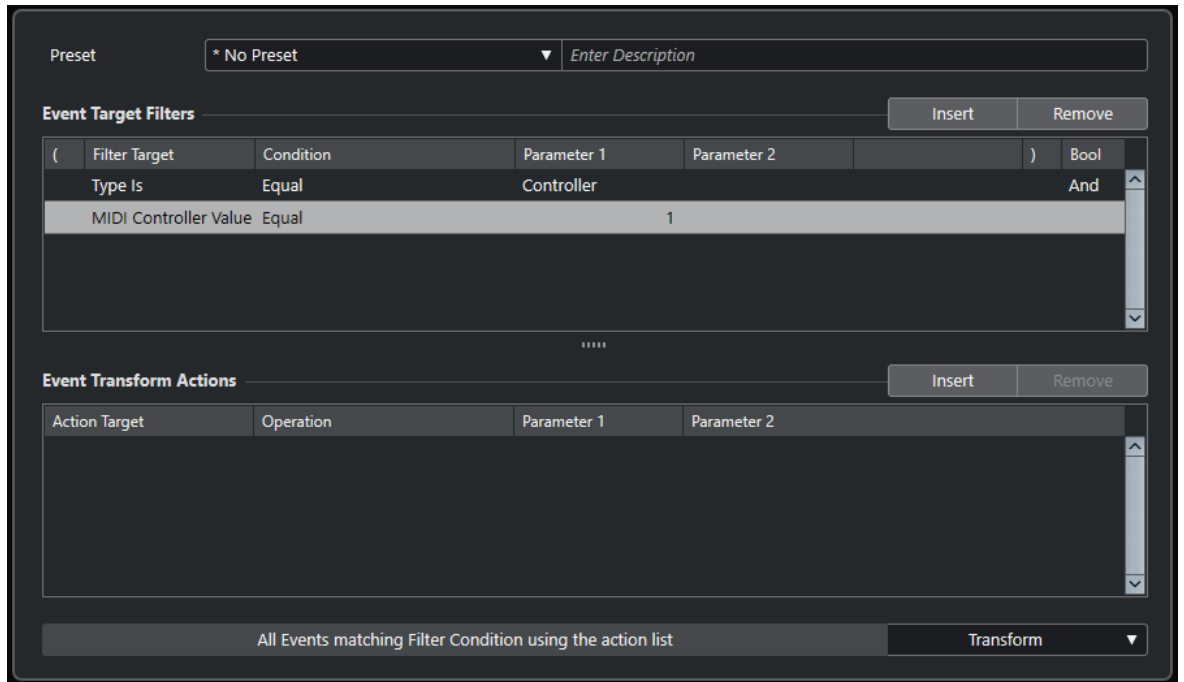 Preset * No Preset Enter Description
Event Target Filters Insert Remove
( Filter Target Condition Parameter 1 Parameter 2 ) Bool
Type Is Equal Controller And
MIDI Controller Value Equal 1
Event Transform Actions Insert Remove
Action Target Operation Parameter 1 Parameter 2
All Events matching Filter Condition using the action list Transform